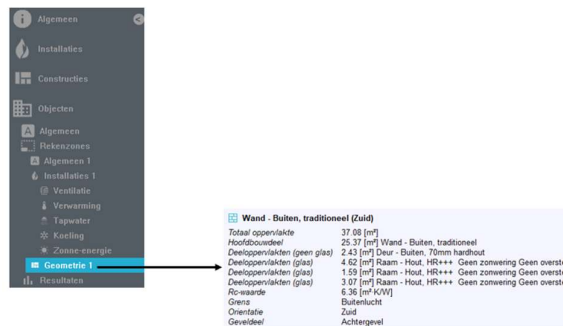 Algemeen
Installaties
Constructies
Objecten
A Algemeen
Rekenzones
A Algemeen 1
Installaties 1
Ventilatie
Verwarming
Tapwater
Koeling
Zonne-energie
Geometrie 1
Resultaten
Wand - Buiten, traditioneel (Zuid)
Totaal oppervlakte 37.08 [m²]
Hoofdbouwdeel 25.37 [m²] Wand - Buiten, traditioneel
Deeloppervlakten (geen glas) 2.43 [m²] Deur - Buiten, 70mm hardhout
Deeloppervlakten (glas) 4.62 [m²] Raam - Hout, HR+++ Geen zonwering Geen overste
Deeloppervlakten (glas) 1.59 [m²] Raam - Hout, HR+++ Geen zonwering Geen overste
Deeloppervlakten (glas) 3.07 [m²] Raam - Hout, HR+++ Geen zonwering Geen overste
Rc-waarde 6.36 [m²·K/W]
Grens Buitenlucht
Orientatie Zuid
Geveldeel Achtergevel